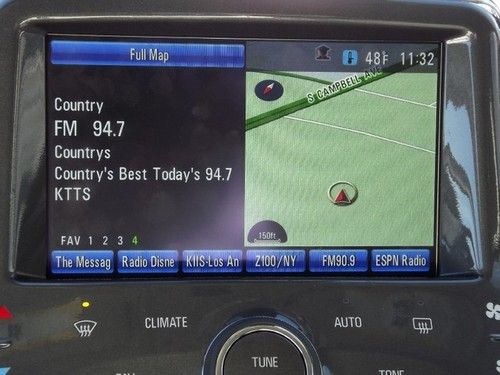 Full Map
48°F 11:32
S CAMPBELL AVE
Country
FM 94.7
Countrys
Country's Best Today's 94.7
KTTS
150ft
FAV 1 2 3 4
The Messag Radio Disne KIIS-Los An Z100/NY FM90.9 ESPN Radio
CLIMATE AUTO
TUNE
TONE